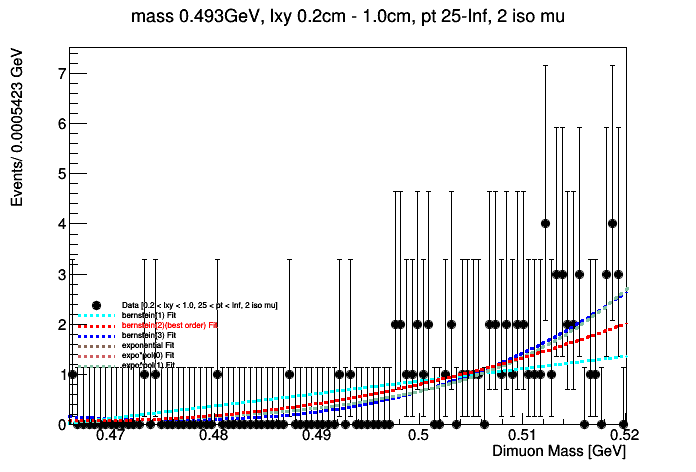 mass 0.493GeV, lxy 0.2cm - 1.0cm, pt 25-Inf, 2 iso mu
Events/ 0.0005423 GeV
7
6
5
4
3
2
1
0
Data [0.2 < lxy < 1.0, 25 < pt < Inf, 2 iso mu]
bernstein(1) Fit
bernstein(2)(best order) Fit
bernstein(3) Fit
exponential Fit
expo*pol(0) Fit
expo*pol(1) Fit
0.47 0.48 0.49 0.5 0.51 0.52
Dimuon Mass [GeV]